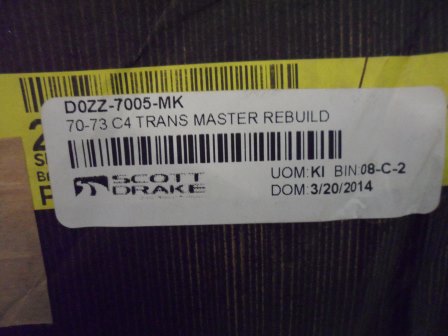 D0ZZ-7005-MK
70-73 C4 TRANS MASTER REBUILD
SCOTT
DRAKE
UOM:KI BIN:08-C-2
DOM:3/20/2014